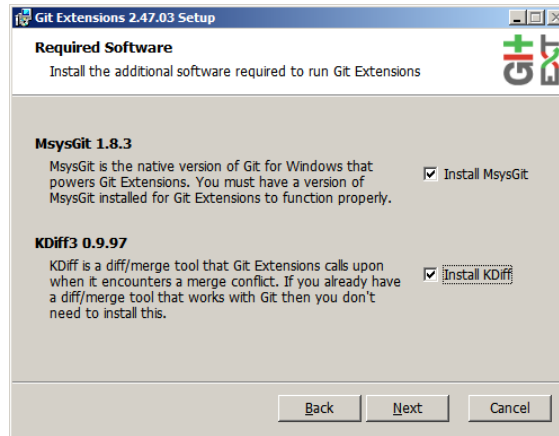 Git Extensions 2.47.03 Setup
Required Software
Install the additional software required to run Git Extensions
Git
EXT
MsysGit 1.8.3
MsysGit is the native version of Git for Windows that
powers Git Extensions. You must have a version of
MsysGit installed for Git Extensions to function properly.
Install MsysGit
KDiff3 0.9.97
KDiff is a diff/merge tool that Git Extensions calls upon
when it encounters a merge conflict. If you already have
a diff/merge tool that works with Git then you don't
need to install this.
Install KDiff
Back
Next
Cancel